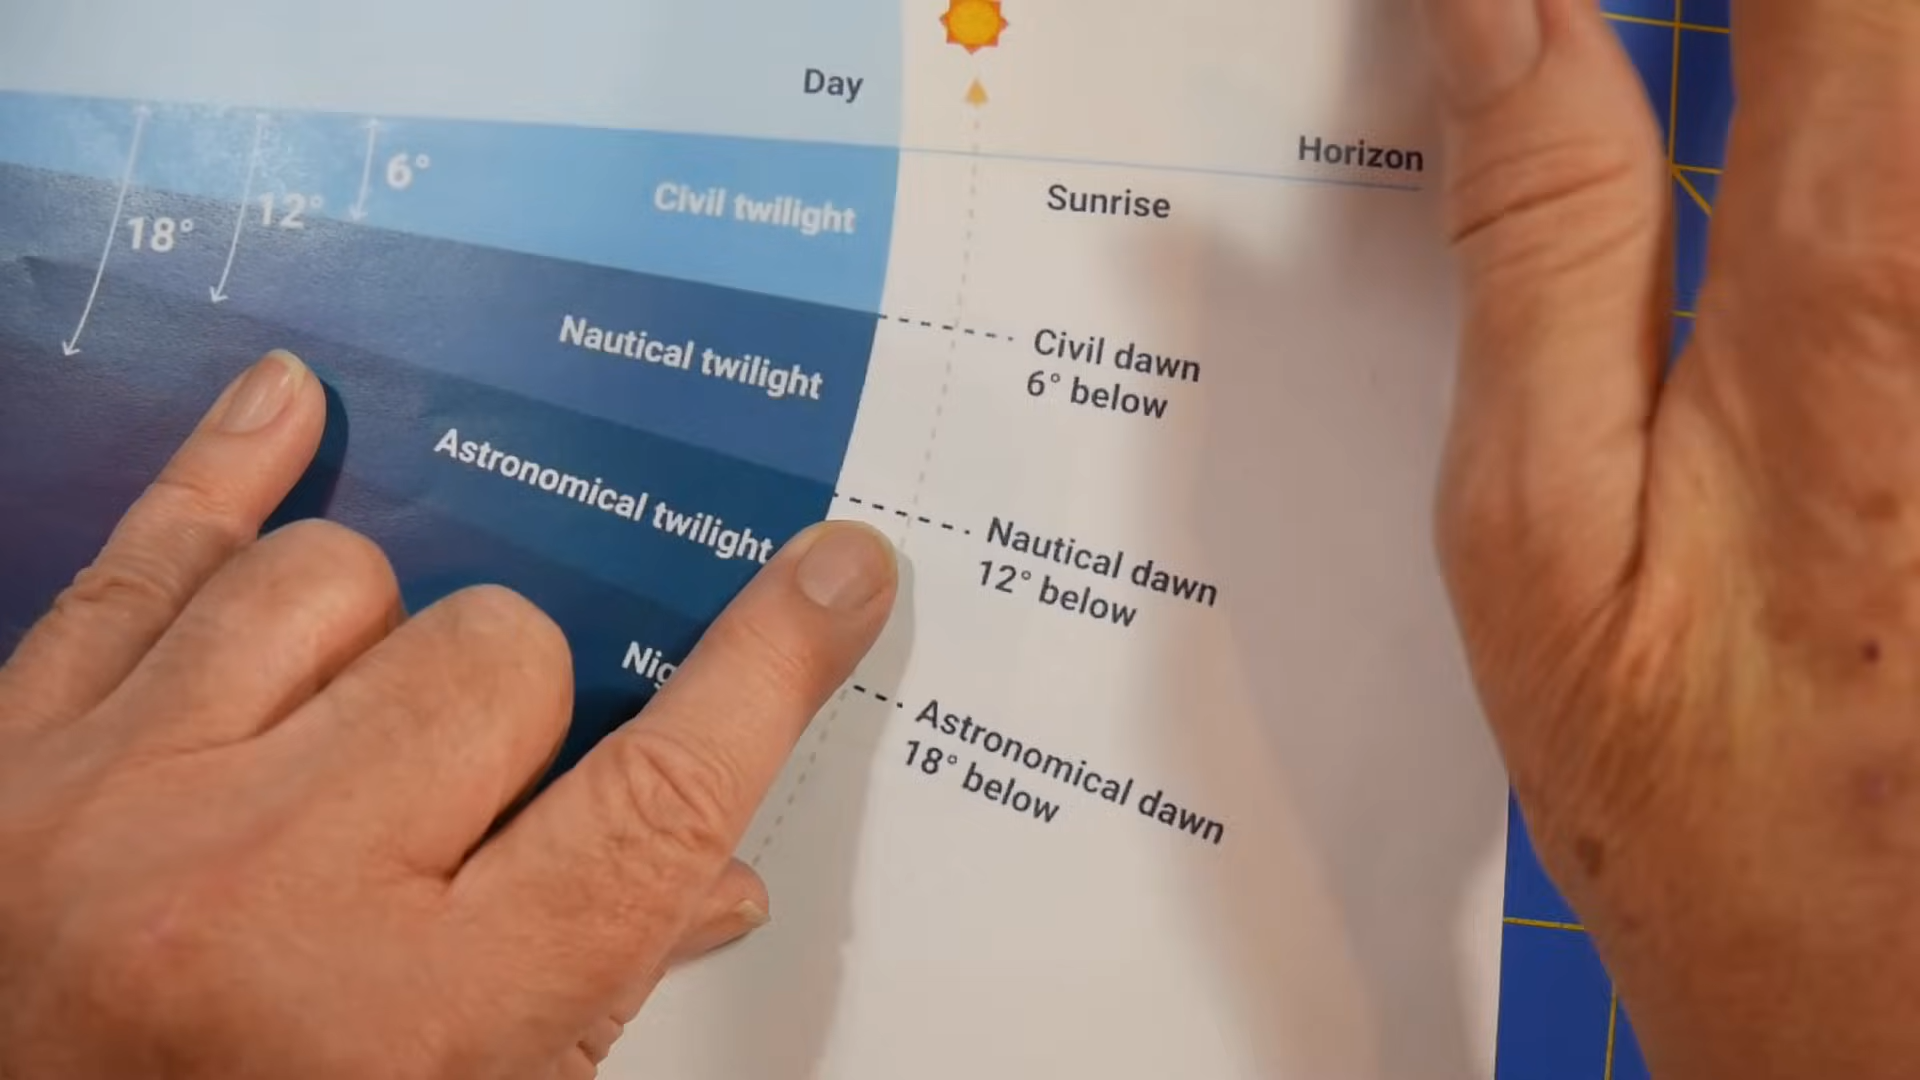 Day
Horizon
Sunrise
6°
12°
18°
Civil twilight
Nautical twilight
Astronomical twilight
Civil dawn
6° below
Nautical dawn
12° below
Astronomical dawn
18° below